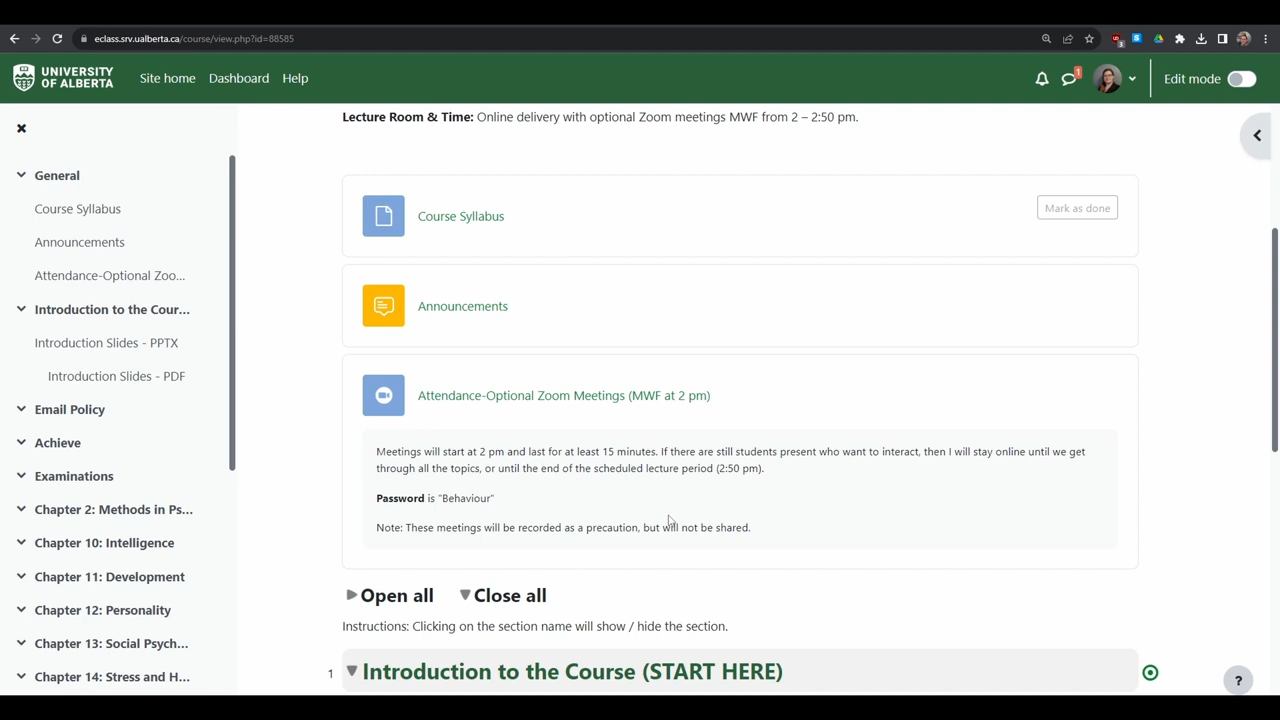 eclass.srv.ualberta.ca/course/view.php?id=88585
3
UNIVERSITY
OF ALBERTA
Site home
Dashboard
Help
1
Edit mode
General
Course Syllabus
Announcements
Attendance-Optional Zoo...
Introduction to the Cour...
Introduction Slides - PPTX
Introduction Slides - PDF
Email Policy
Achieve
Examinations
Chapter 2: Methods in Ps...
Chapter 10: Intelligence
Chapter 11: Development
Chapter 12: Personality
Chapter 13: Social Psych...
Chapter 14: Stress and H...
Lecture Room & Time: Online delivery with optional Zoom meetings MWF from 2 – 2:50 pm.
Course Syllabus
Mark as done
Announcements
Attendance-Optional Zoom Meetings (MWF at 2 pm)
Meetings will start at 2 pm and last for at least 15 minutes. If there are still students present who want to interact, then I will stay online until we get
through all the topics, or until the end of the scheduled lecture period (2:50 pm).
Password is "Behaviour"
Note: These meetings will be recorded as a precaution, but will not be shared.
Open all Close all
Instructions: Clicking on the section name will show / hide the section.
1 Introduction to the Course (START HERE)
?